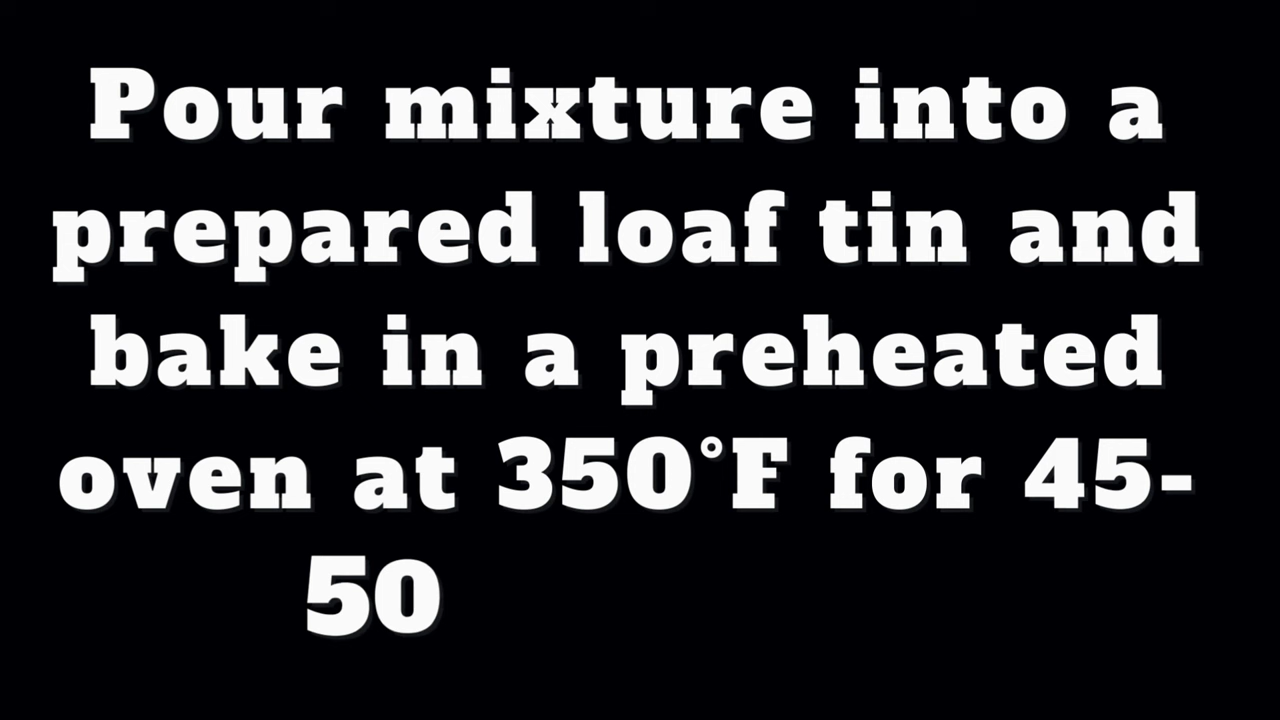 Pour mixture into a
prepared loaf tin and
bake in a preheated
oven at 350°F for 45-
50